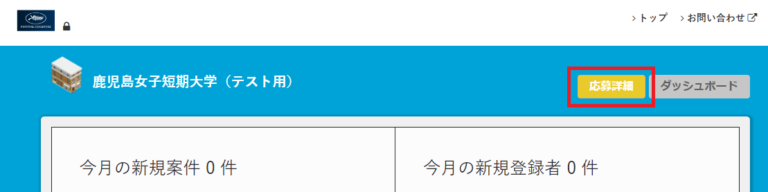 トップ お問い合わせ
鹿児島女子短期大学（テスト用）
応募詳細 ダッシュボード
今月の新規案件 0 件 今月の新規登録者 0 件